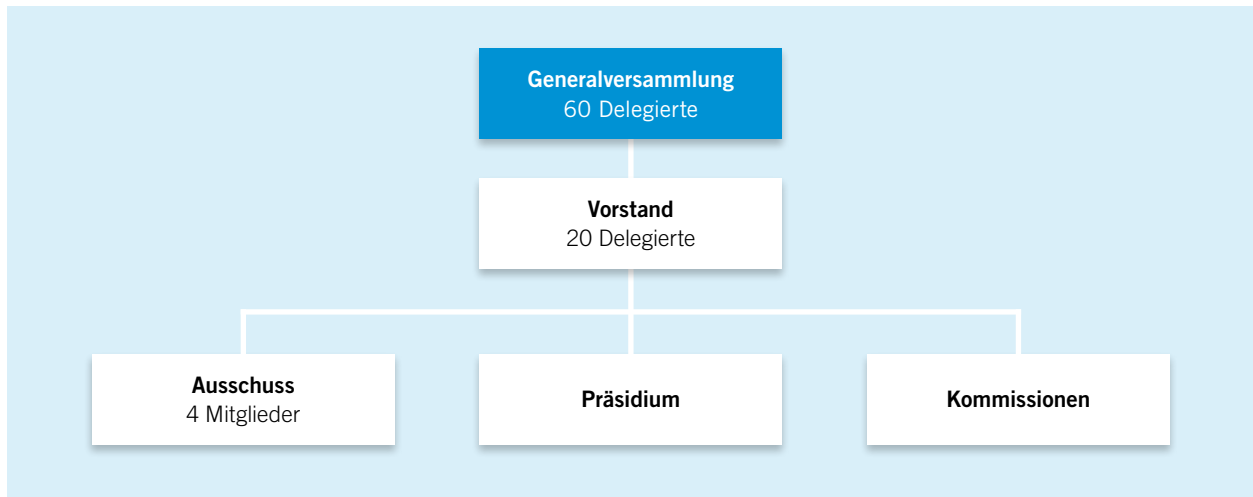 Generalversammlung
60 Delegierte
Vorstand
20 Delegierte
Ausschuss
4 Mitglieder
Präsidium
Kommissionen